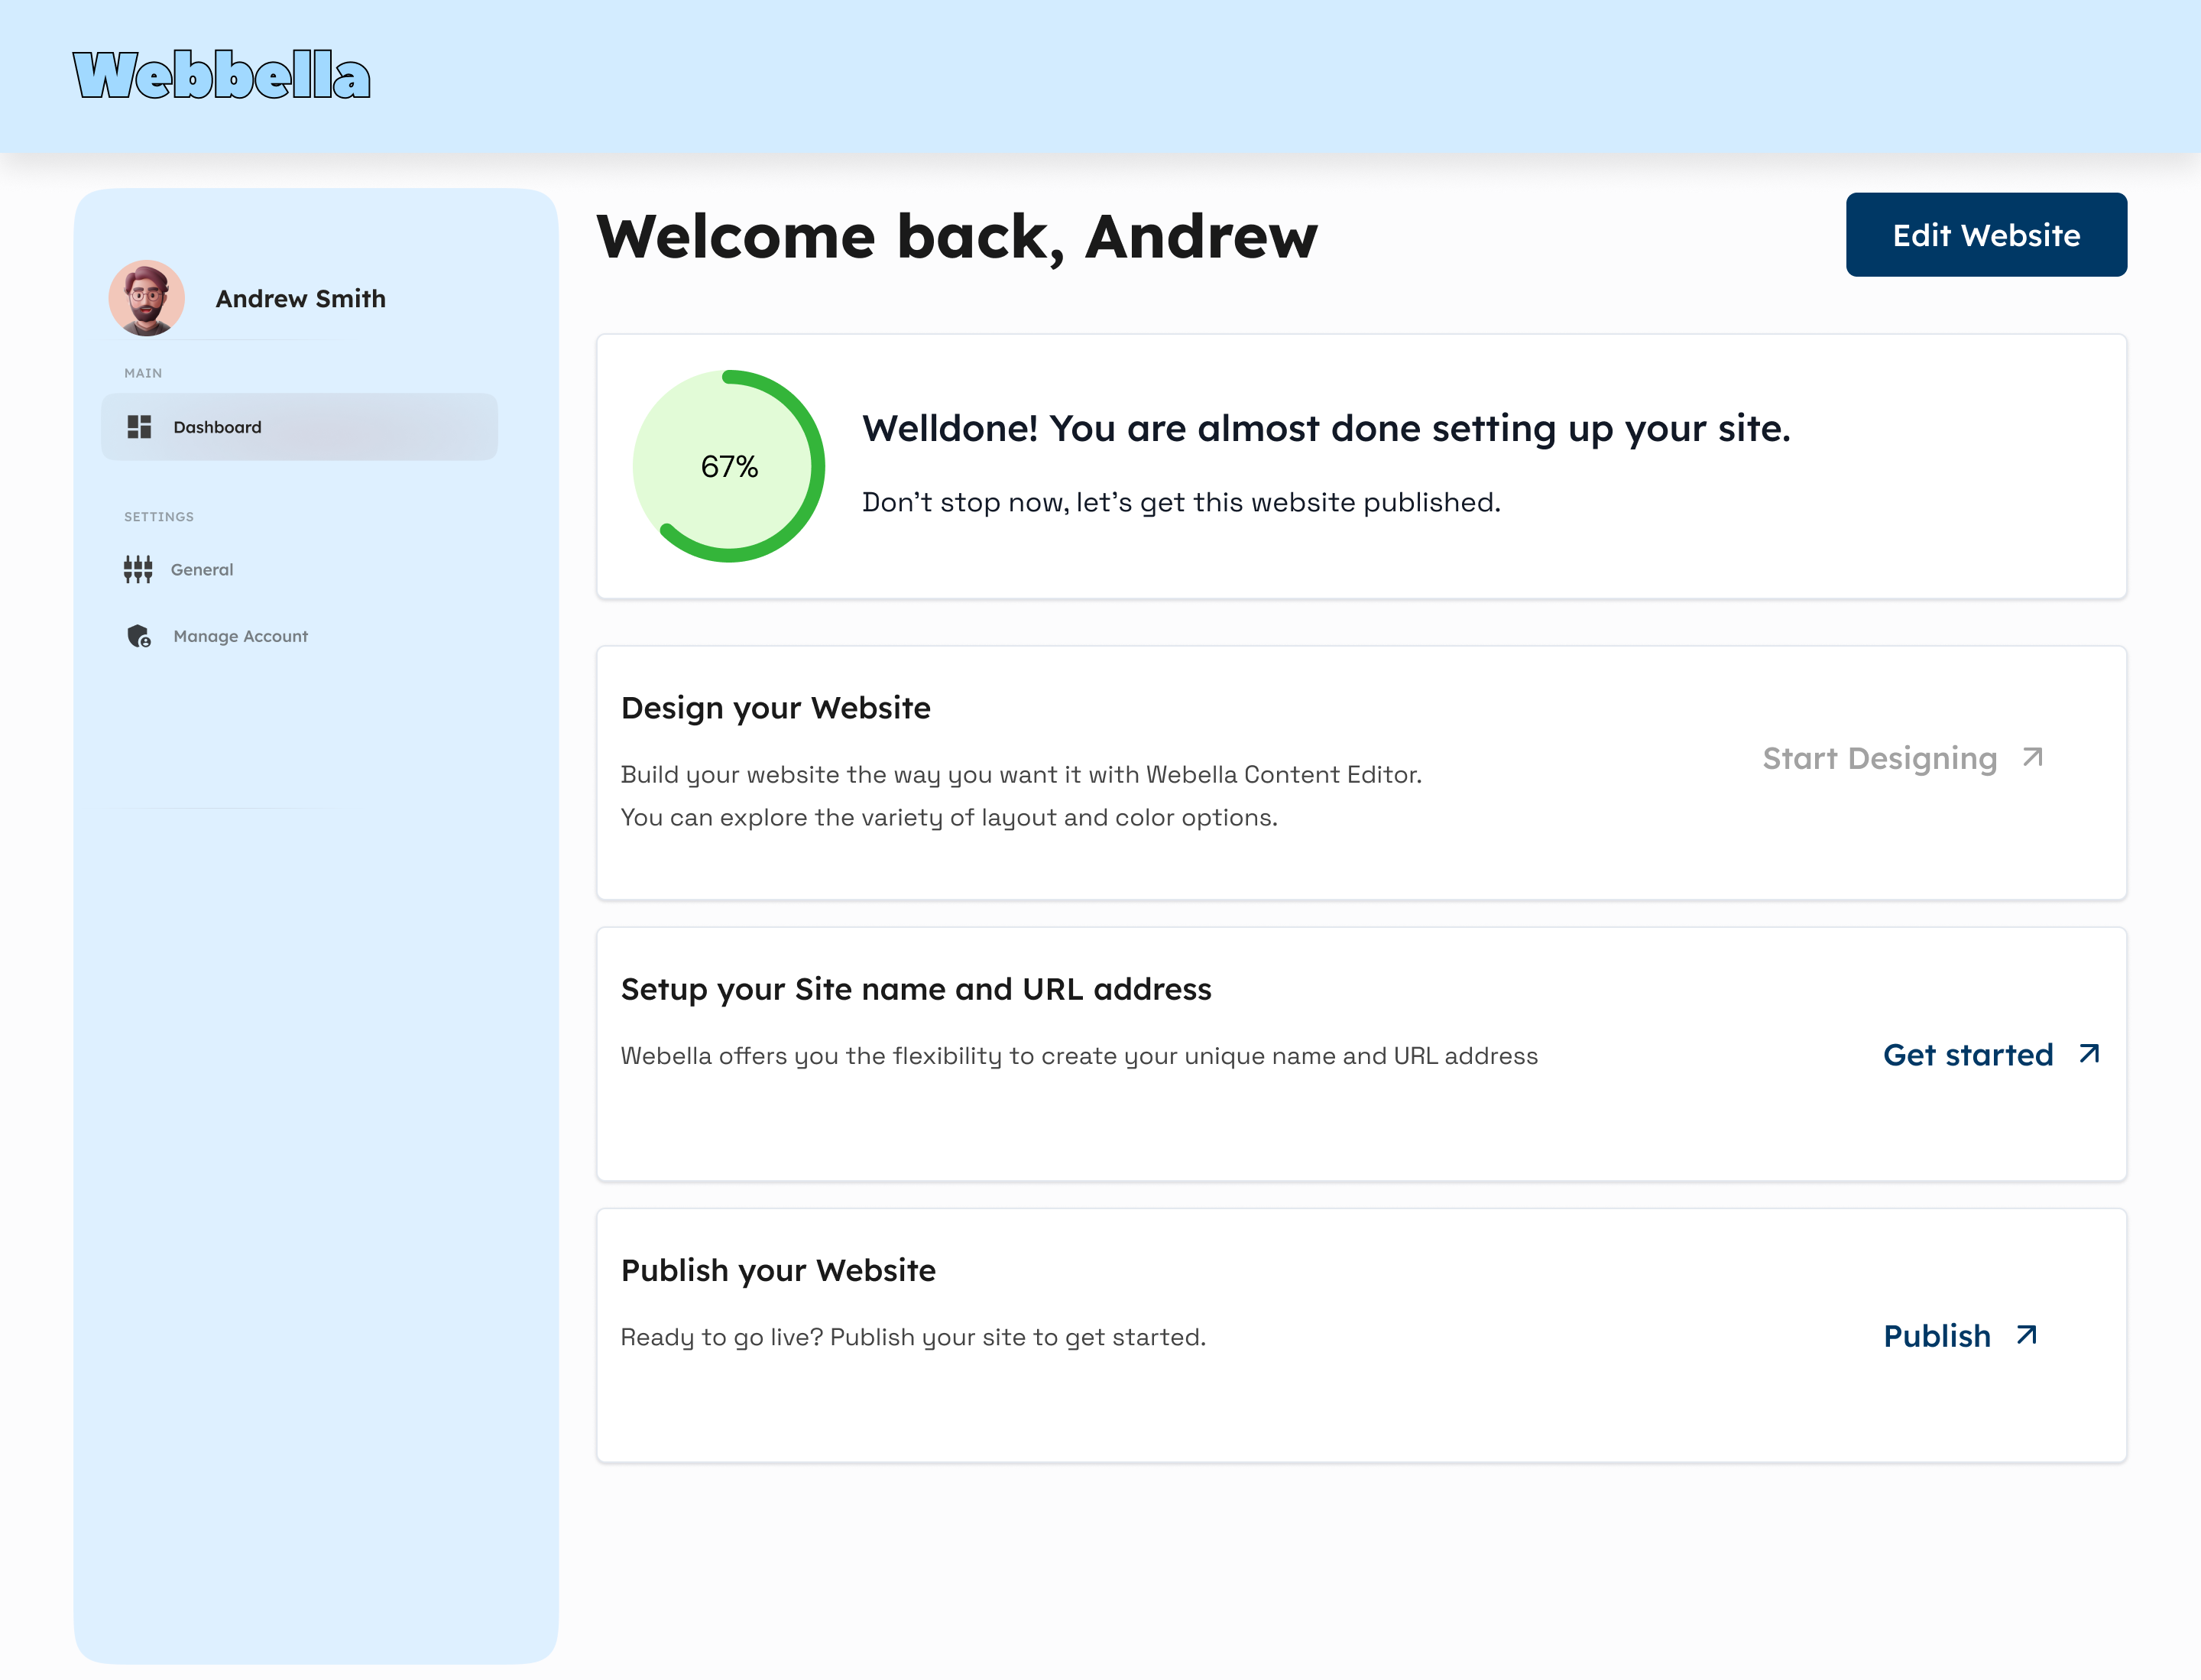 Webbella
Andrew Smith
MAIN
Dashboard
SETTINGS
General
Manage Account
Welcome back, Andrew
Edit Website
67%
Welldone! You are almost done setting up your site.
Don't stop now, let's get this website published.
Design your Website
Build your website the way you want it with Webella Content Editor.
You can explore the variety of layout and color options.
Start Designing
Setup your Site name and URL address
Webella offers you the flexibility to create your unique name and URL address
Get started
Publish your Website
Ready to go live? Publish your site to get started.
Publish